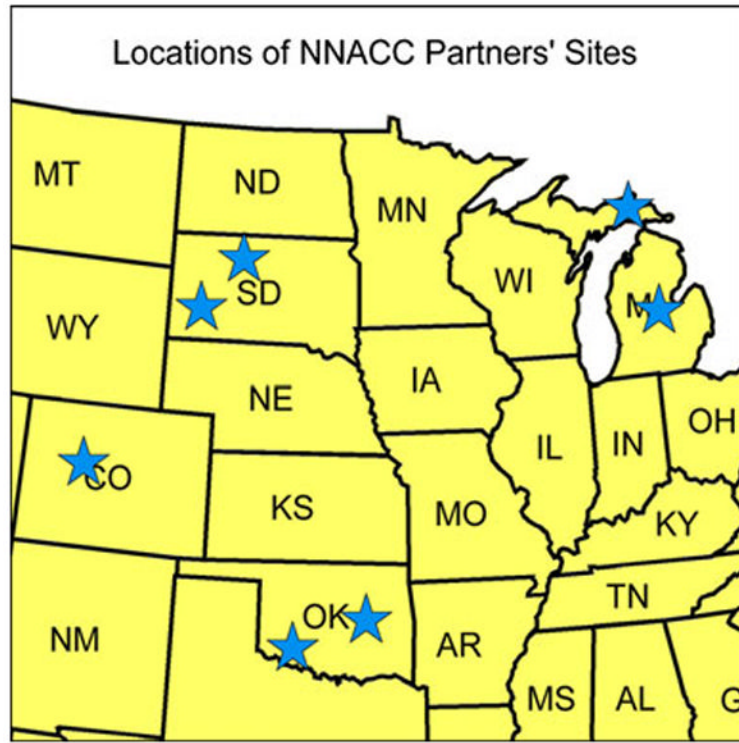 Locations of NNACC Partners' Sites
MT
ND
MN
WI
SD
M
WY
IA
NE
OH
IL
IN
CO
KS
MO
KY
OK
TN
NM
AR
MS
AL
G